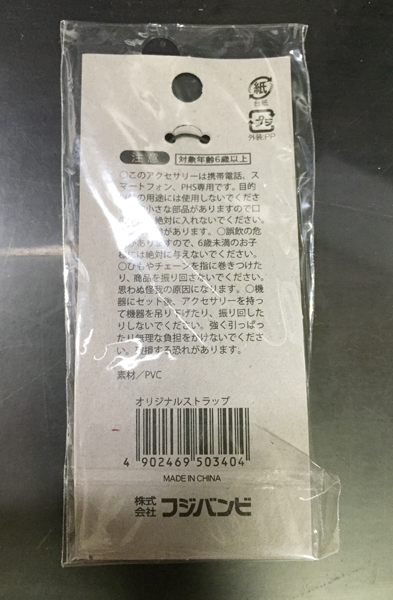 紙
台紙
プラ
外装:PP
注意 対象年齢6歳以上
○このアクセサリーは携帯電話、ス
マートフォン、PHS専用です。目的
の用途には使用しないでくださ
小さな部品がありますので口
絶対に入れないでください。
があります。○誤飲の危
がありますので、6歳未満のお子
には絶対に与えないでください。
○ひもやチェーンを指に巻きつけた
り、商品を振り回さないでください。
思わぬ怪我の原因になります。○機
器にセット後、アクセサリーを持っ
て機器を吊り下げたり、振り回した
りしないでください。強く引っぱっ
たり無理な負担をかけないでくださ
い。破損する恐れがあります。
素材/PVC
オリジナルストラップ
4 902469 503404
MADE IN CHINA
株式会社 フジバンビ